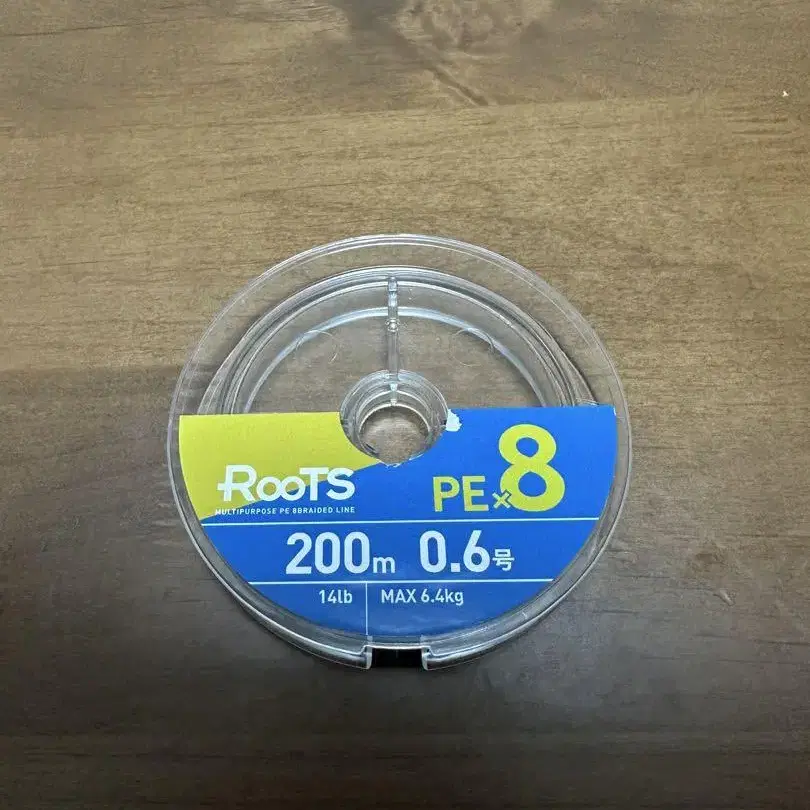 RooTS
MULTIPURPOSE PE 8BRAIDED LINE
PE×8
200m 0.6号
14lb MAX 6.4kg